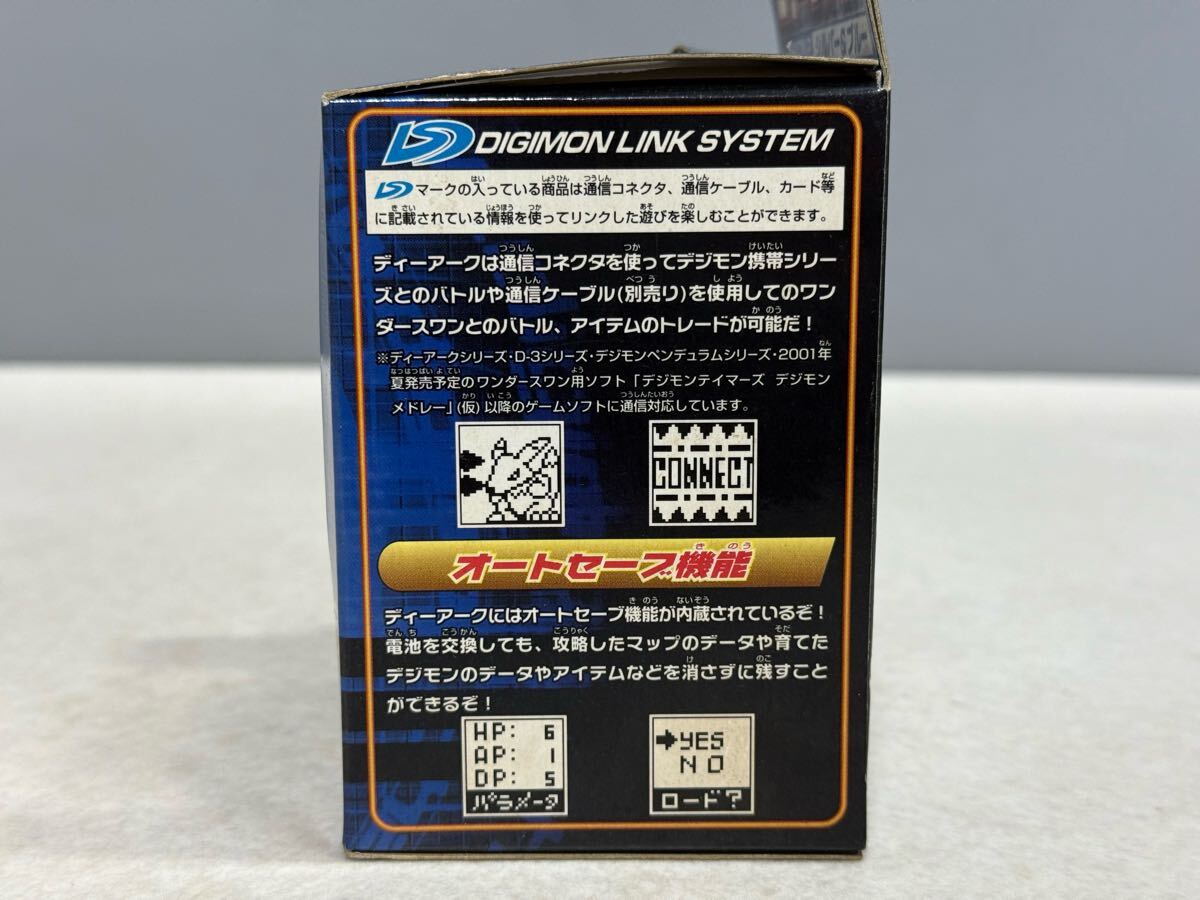 シルバー&ブルー
DIGIMON LINK SYSTEM
マークの入っている商品は通信コネクタ、通信ケーブル、カード等
に記載されている情報を使ってリンクした遊びを楽しむことができます。
ディーアークは通信コネクタを使ってデジモン携帯シリー
ズとのバトルや通信ケーブル(別売り)を使用してのワン
ダースワンとのバトル、アイテムのトレードが可能だ!
※ディーアークシリーズ・D-3シリーズ・デジモンペンデュラムシリーズ・2001年
夏発売予定のワンダースワン用ソフト「デジモンテイマーズ デジモン
メドレー」(仮)以降のゲームソフトに通信対応しています。
CONNECT
オートセーブ機能
ディーアークにはオートセーブ機能が内蔵されているぞ!
電池を交換しても、攻略したマップのデータや育てた
デジモンのデータやアイテムなどを消さずに残すこと
ができるぞ!
HP: 6
AP: 1
DP: 5
パラメータ
➔YES
NO
ロード?